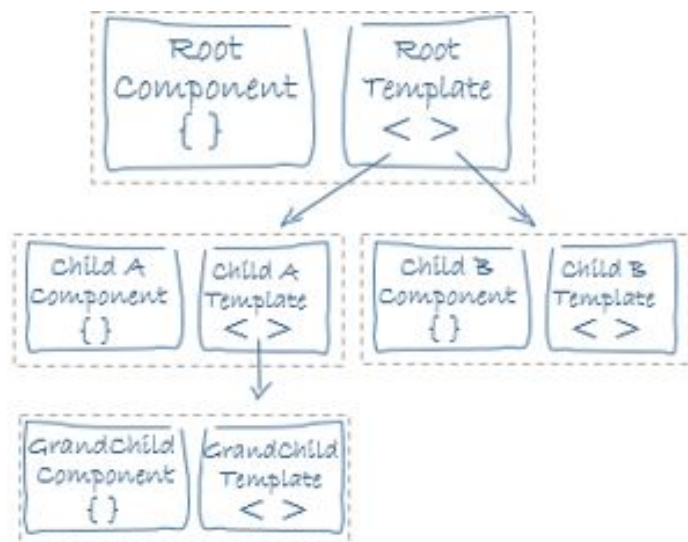 Root
Component
{ }
Root
Template
< >
Child A
Component
{ }
Child A
Template
< >
Child B
Component
{ }
Child B
Template
< >
GrandChild
Component
{ }
GrandChild
Template
< >